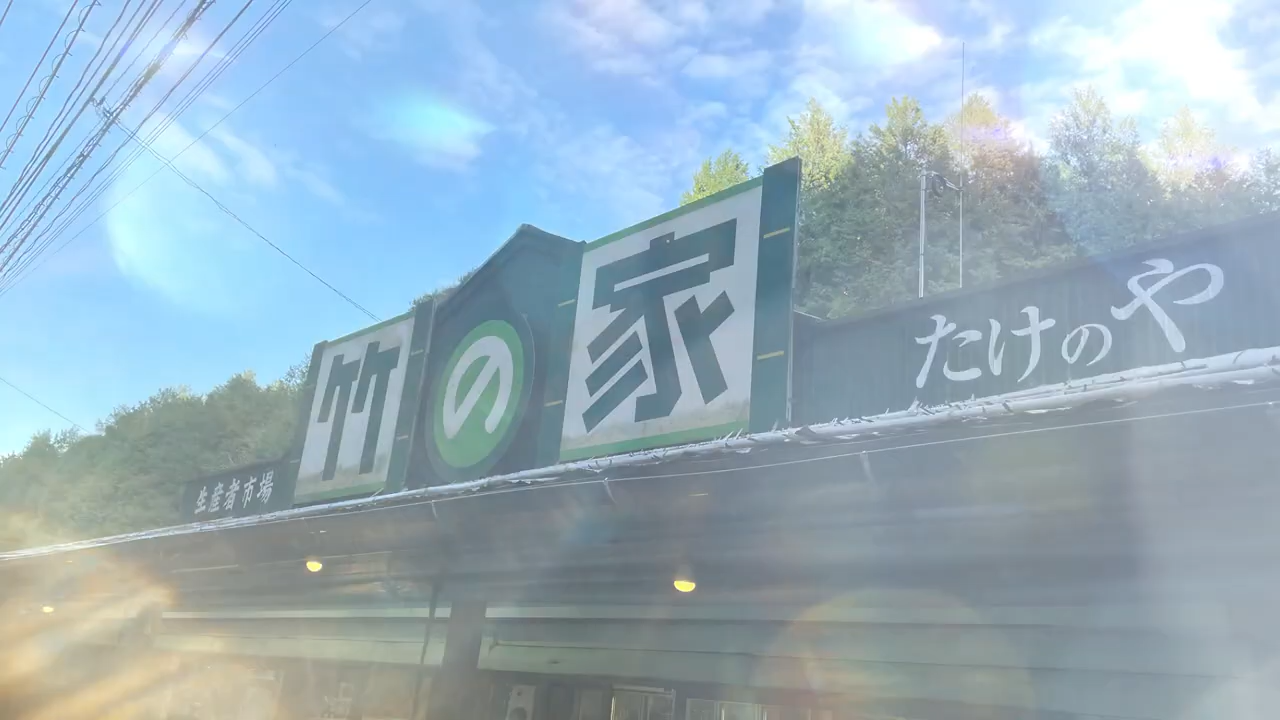 生産者市場
竹の家
たけのや